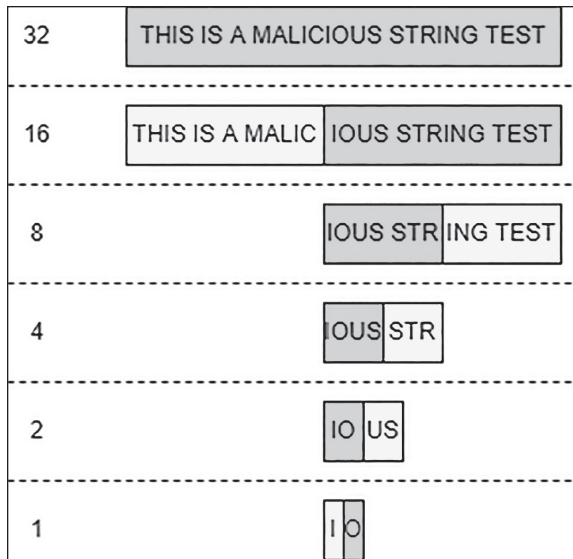 32 THIS IS A MALICIOUS STRING TEST
16 THIS IS A MALIC IOUS STRING TEST
8 IOUS STR ING TEST
4 IOUS STR
2 IO US
1 I O